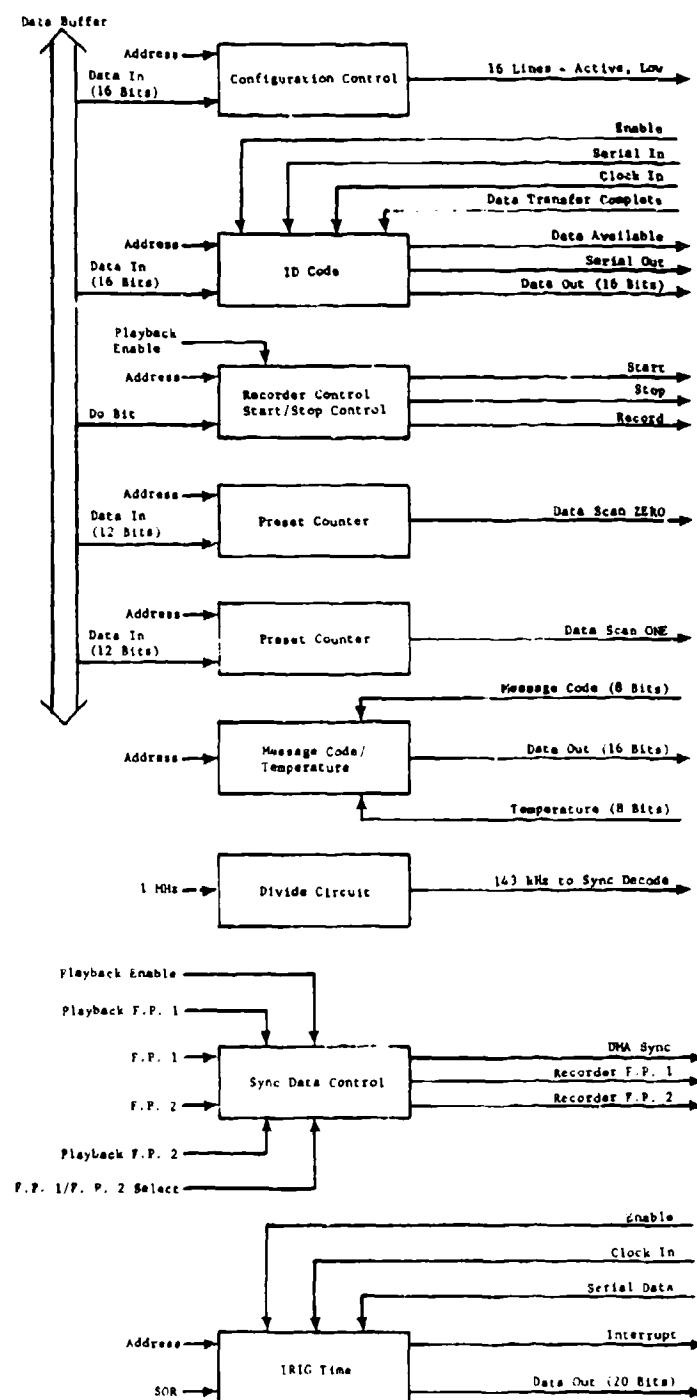 Data Buffer
Address
Data In
(16 Bits)
Configuration Control
16 Lines - Active, Low
Enable
Serial In
Clock In
Data Transfer Complete
Address
Data In
(16 Bits)
ID Code
Data Available
Serial Out
Data Out (16 Bits)
Playback
Enable
Address
Do Bit
Recorder Control
Start/Stop Control
Start
Stop
Record
Address
Data In
(12 Bits)
Preset Counter
Data Scan ZERO
Address
Data In
(12 Bits)
Preset Counter
Data Scan ONE
Message Code (8 Bits)
Address
Message Code/
Temperature
Data Out (16 Bits)
Temperature (8 Bits)
1 MHz
Divide Circuit
143 kHz to Sync Decode
Playback Enable
Playback F.P. 1
F.P. 1
F.P. 2
Sync Data Control
DMA Sync
Recorder F.P. 1
Recorder F.P. 2
Playback F.P. 2
F.P. 1/F. P. 2 Select
Enable
Clock In
Serial Data
Address
SOR
IRIG Time
Interrupt
Data Out (20 Bits)